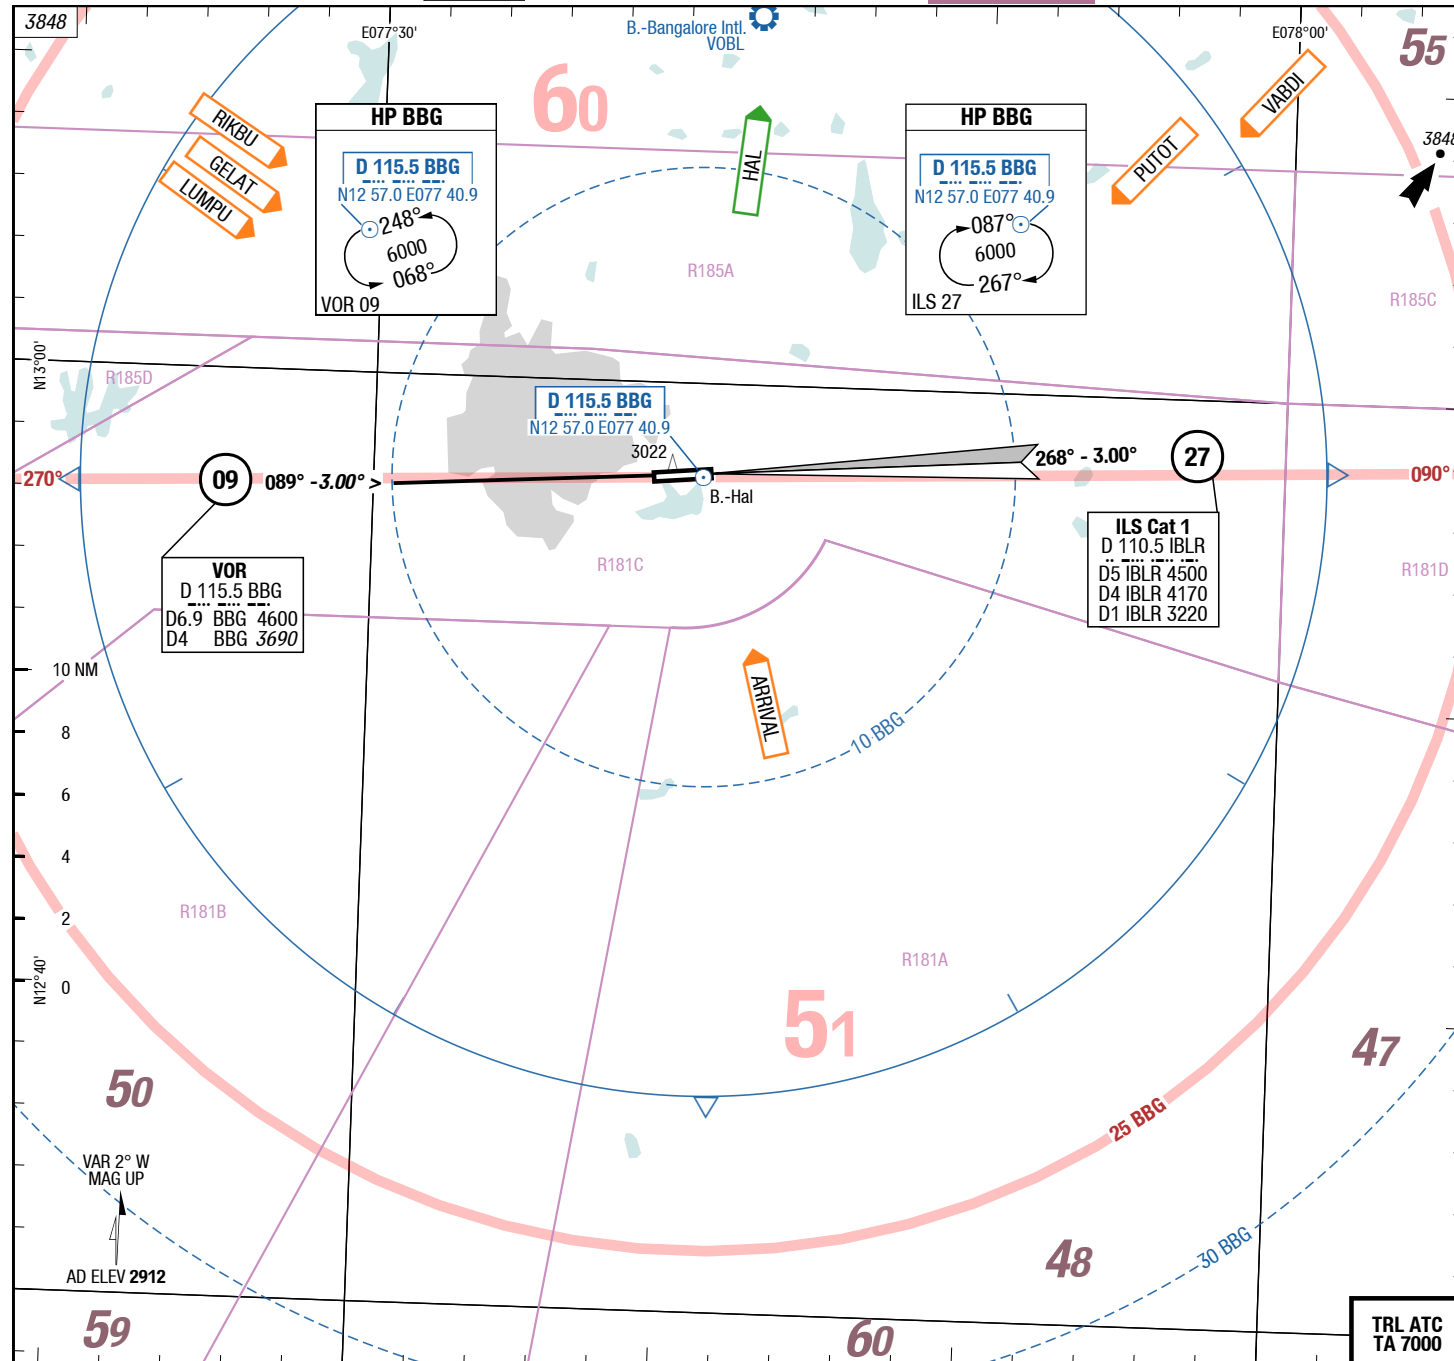 3848
E077°30'
B.-Bangalore Intl.
VOBL
E078°00'
55
60
RIKBU
GELAT
LUMPU
HP BBG
D 115.5 BBG
N12 57.0 E077 40.9
248°
6000
068°
VOR 09
HAL
HP BBG
D 115.5 BBG
N12 57.0 E077 40.9
087°
6000
267°
ILS 27
PUTOT
VABDI
3848
R185A
R185C
N13°00'
R185D
D 115.5 BBG
N12 57.0 E077 40.9
3022
B.-Hal
270°
09
089° -3.00° >
268° - 3.00°
27
090°
VOR
D 115.5 BBG
D6.9 BBG 4600
D4 BBG 3690
R181C
ILS Cat 1
D 110.5 IBLR
D5 IBLR 4500
D4 IBLR 4170
D1 IBLR 3220
R181D
10 NM
8
6
4
2
0
N12°40'
ARRIVAL
10 BBG
R181B
R181A
51
47
50
25 BBG
VAR 2° W
MAG UP
AD ELEV 2912
48
30 BBG
59
60
TRL ATC
TA 7000